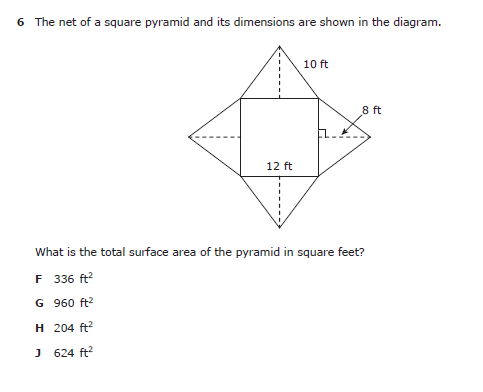 6 The net of a square pyramid and its dimensions are shown in the diagram.
10 ft
8 ft
12 ft
What is the total surface area of the pyramid in square feet?
F 336 ft²
G 960 ft²
H 204 ft²
J 624 ft²